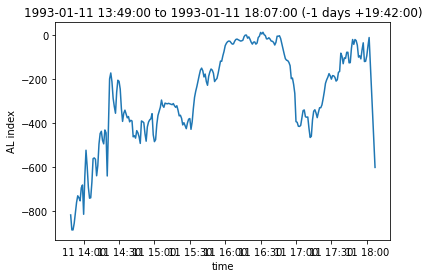 1993-01-11 13:49:00 to 1993-01-11 18:07:00 (-1 days +19:42:00)
0
−200
−400
−600
−800
AL index
11 14:00 11 14:30 11 15:00 11 15:30 11 16:00 11 16:30 11 17:00 11 17:30 11 18:00
time